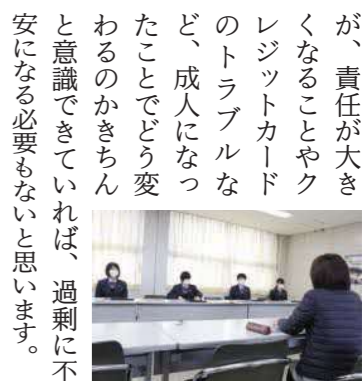 が、責任が大き
くなることやク
レジットカード
のトラブルな
ど、成人になっ
たことでどう変
わるのかきちん
と意識できていれば、過剰に不
安になる必要もないと思います。